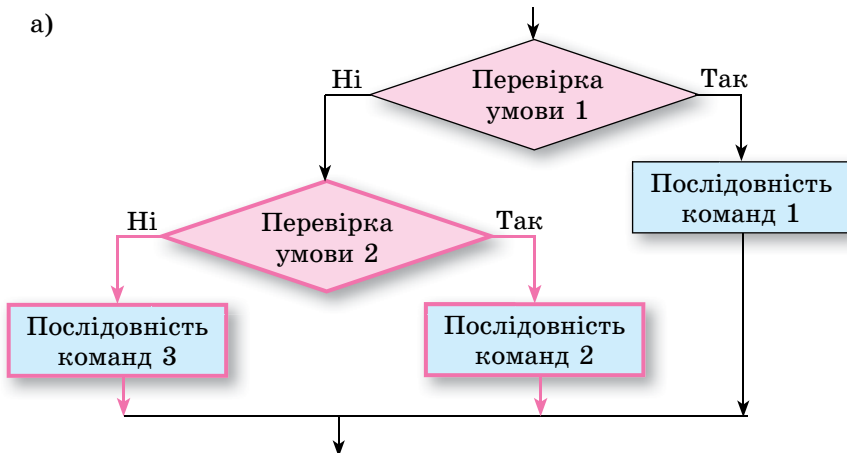 а)
Ні
Перевірка
умови 1
Так
Послідовність
команд 1
Ні
Перевірка
умови 2
Так
Послідовність
команд 3
Послідовність
команд 2